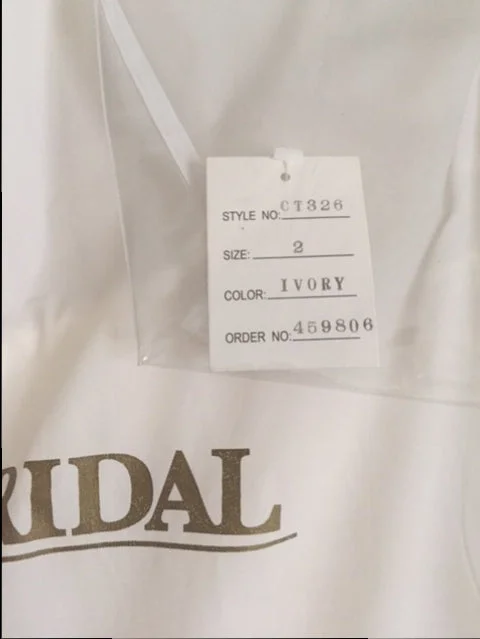 STYLE NO: CT326
SIZE: 2
COLOR: IVORY
ORDER NO: 459806
RIDAL